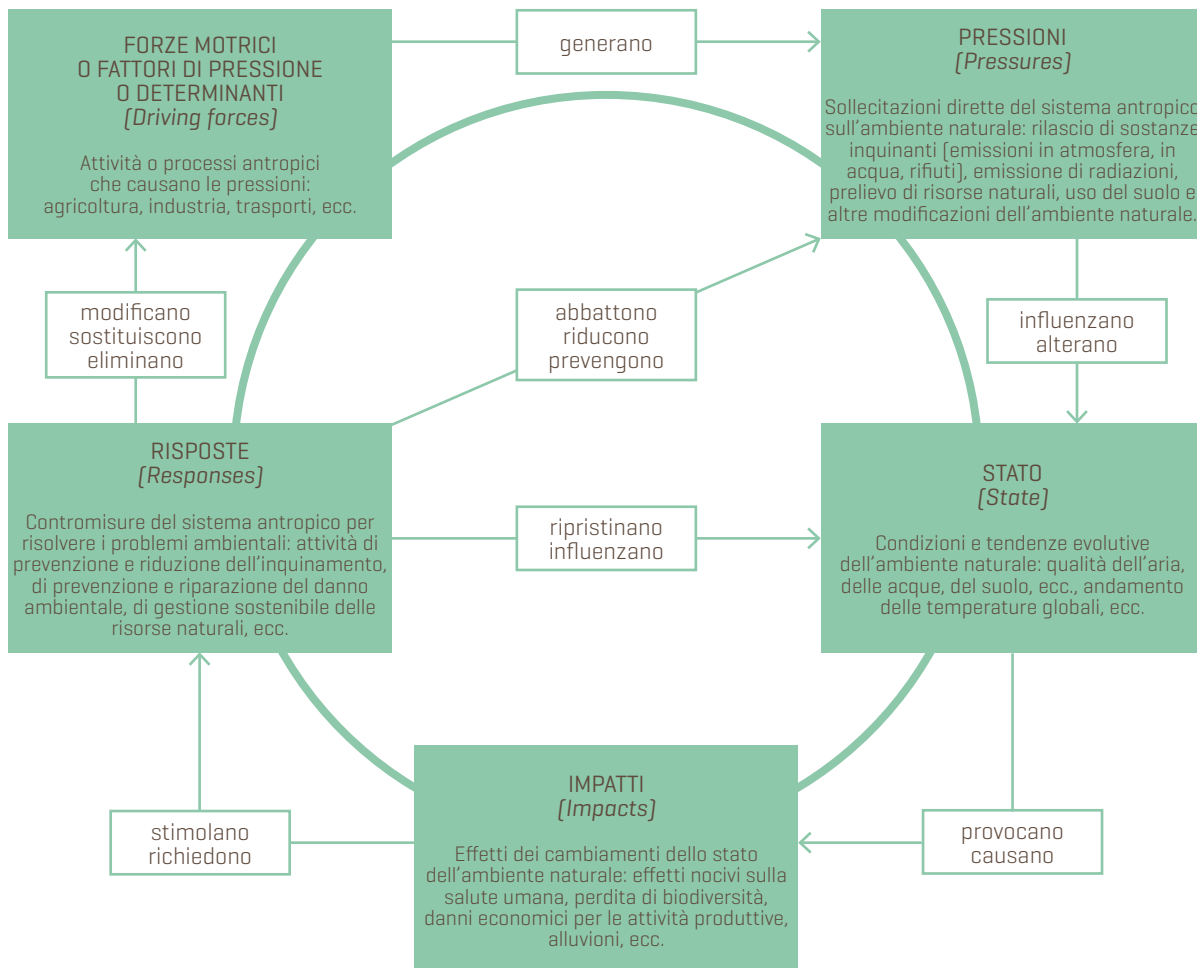 FORZE MOTRICI
O FATTORI DI PRESSIONE
O DETERMINANTI
(Driving forces)
Attività o processi antropici
che causano le pressioni:
agricoltura, industria, trasporti, ecc.
generano
PRESSIONI
(Pressures)
Sollecitazioni dirette del sistema antropico
sull’ambiente naturale: rilascio di sostanze
inquinanti (emissioni in atmosfera, in
acqua, rifiuti), emissione di radiazioni,
prelievo di risorse naturali, uso del suolo e
altre modificazioni dell’ambiente naturale.
modificano
sostituiscono
eliminano
abbattono
riducono
prevengono
influenzano
alterano
RISPOSTE
(Responses)
Contromisure del sistema antropico per
risolvere i problemi ambientali: attività di
prevenzione e riduzione dell’inquinamento,
di prevenzione e riparazione del danno
ambientale, di gestione sostenibile delle
risorse naturali, ecc.
ripristinano
influenzano
STATO
(State)
Condizioni e tendenze evolutive
dell’ambiente naturale: qualità dell’aria,
delle acque, del suolo, ecc., andamento
delle temperature globali, ecc.
stimolano
richiedono
IMPATTI
(Impacts)
Effetti dei cambiamenti dello stato
dell’ambiente naturale: effetti nocivi sulla
salute umana, perdita di biodiversità,
danni economici per le attività produttive,
alluvioni, ecc.
provocano
causano